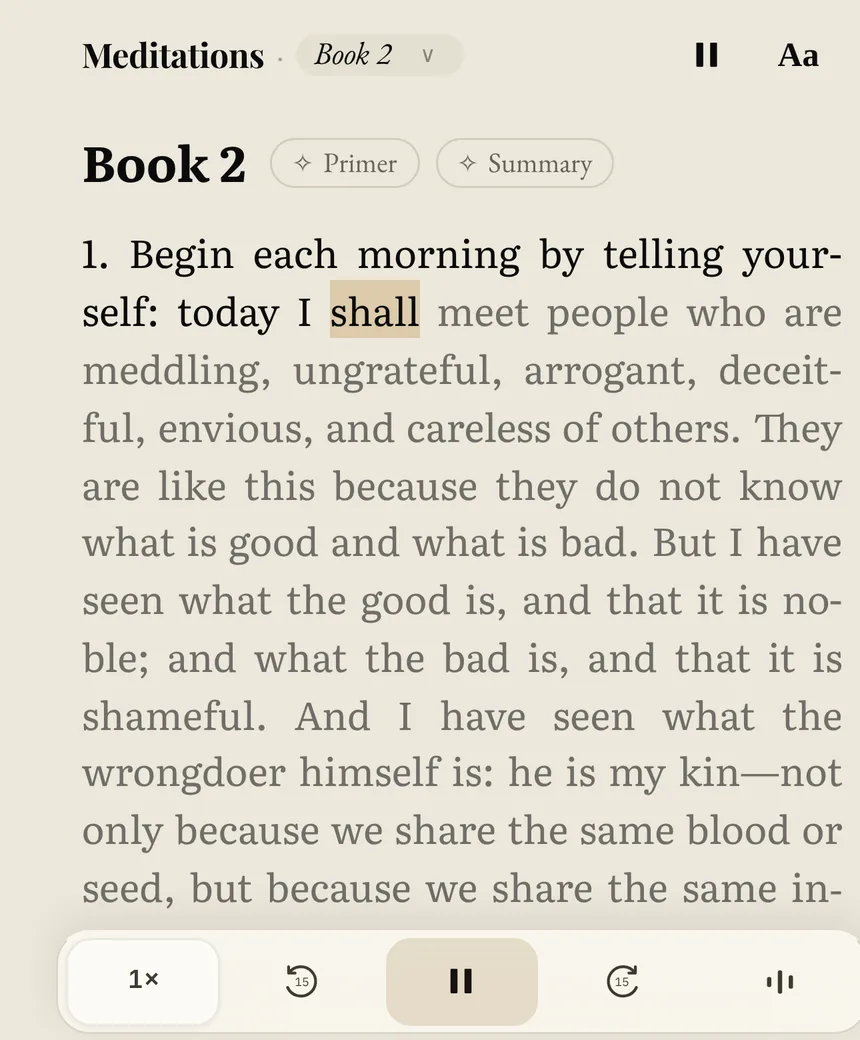 Meditations · Book 2
Aa
Book 2
Primer
Summary
1. Begin each morning by telling your-
self: today I shall meet people who are
meddling, ungrateful, arrogant, deceit-
ful, envious, and careless of others. They
are like this because they do not know
what is good and what is bad. But I have
seen what the good is, and that it is no-
ble; and what the bad is, and that it is
shameful. And I have seen what the
wrongdoer himself is: he is my kin—not
only because we share the same blood or
seed, but because we share the same in-
1×
15
15